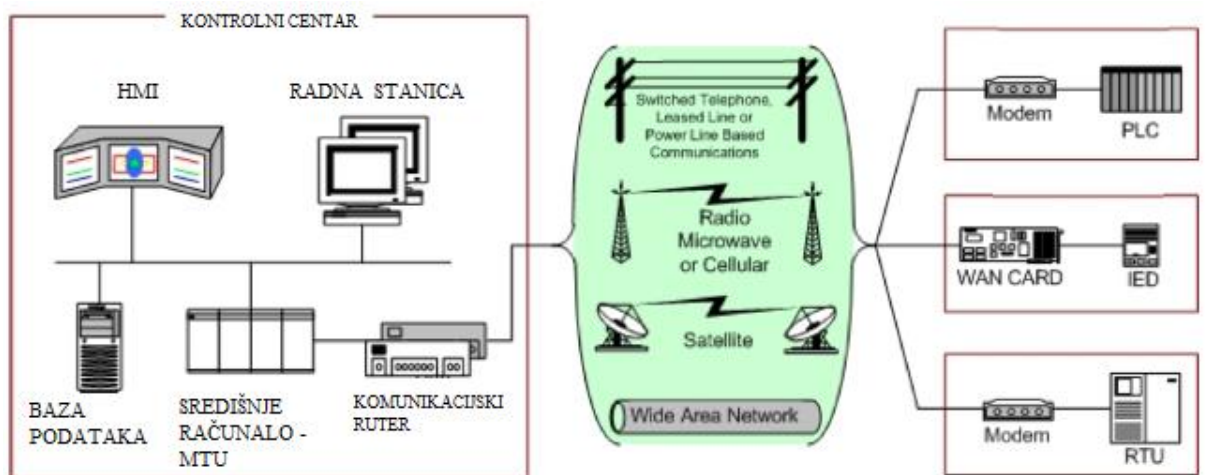 KONTROLNI CENTAR
HMI
RADNA STANICA
BAZA
PODATAKA
SREDIŠNJE
RAČUNALO -
MTU
KOMUNIKACIJSKI
RUTER
Switched Telephone,
Leased Line or
Power Line Based
Communications
Radio
Microwave
or Cellular
Satellite
Wide Area Network
Modem
PLC
WAN CARD
IED
Modem
RTU